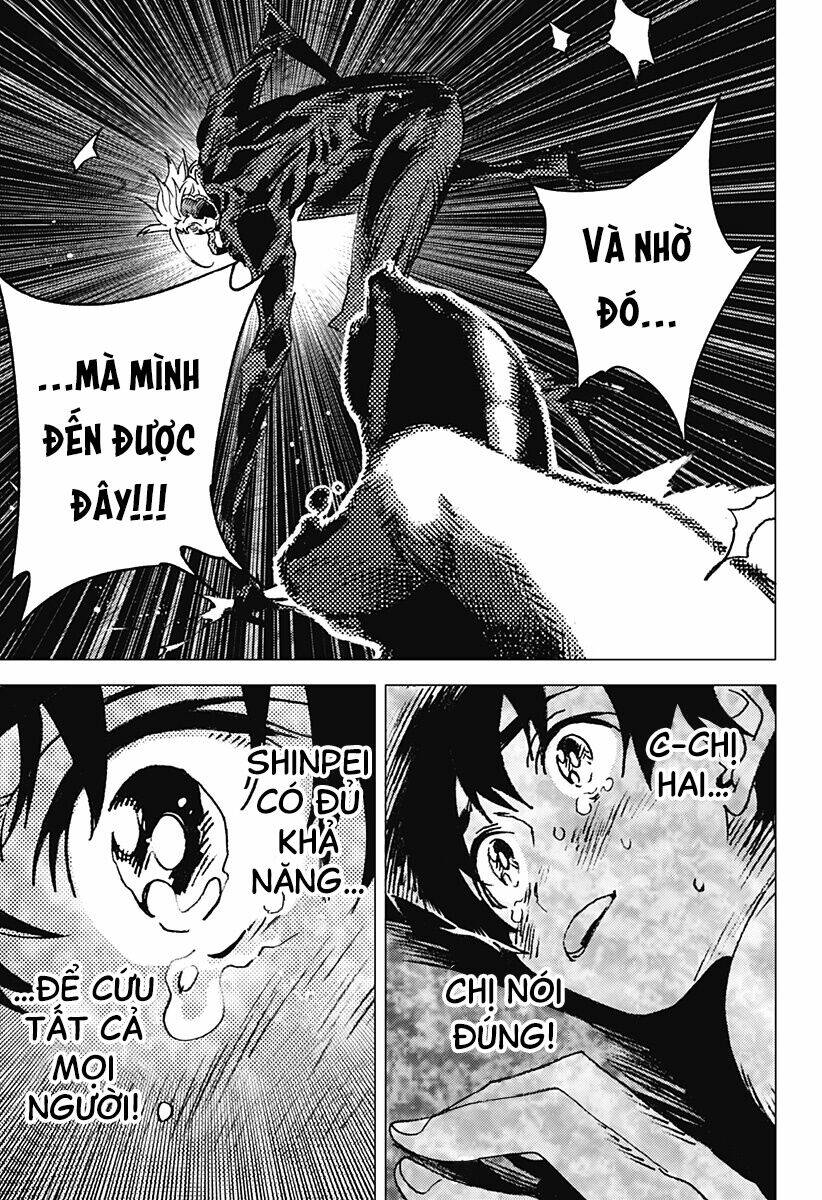 VÀ NHỜ
ĐÓ...
...MÀ MÌNH
ĐẾN ĐƯỢC
ĐÂY!!!
C-CHỊ
HAI...
CHỊ NÓI
ĐÚNG!
SHINPEI
CÓ ĐỦ
KHẢ
NĂNG...
...ĐỂ CỨU
TẤT CẢ
MỌI
NGƯỜI!